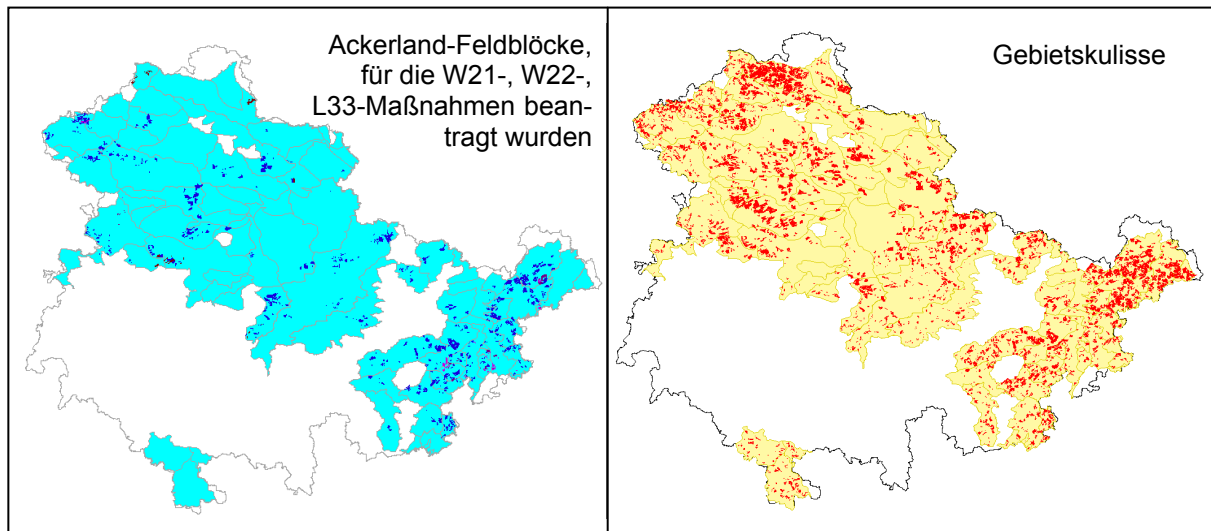 Ackerland-Feldblöcke,
für die W21-, W22-,
L33-Maßnahmen bean-
tragt wurden
Gebietskulisse